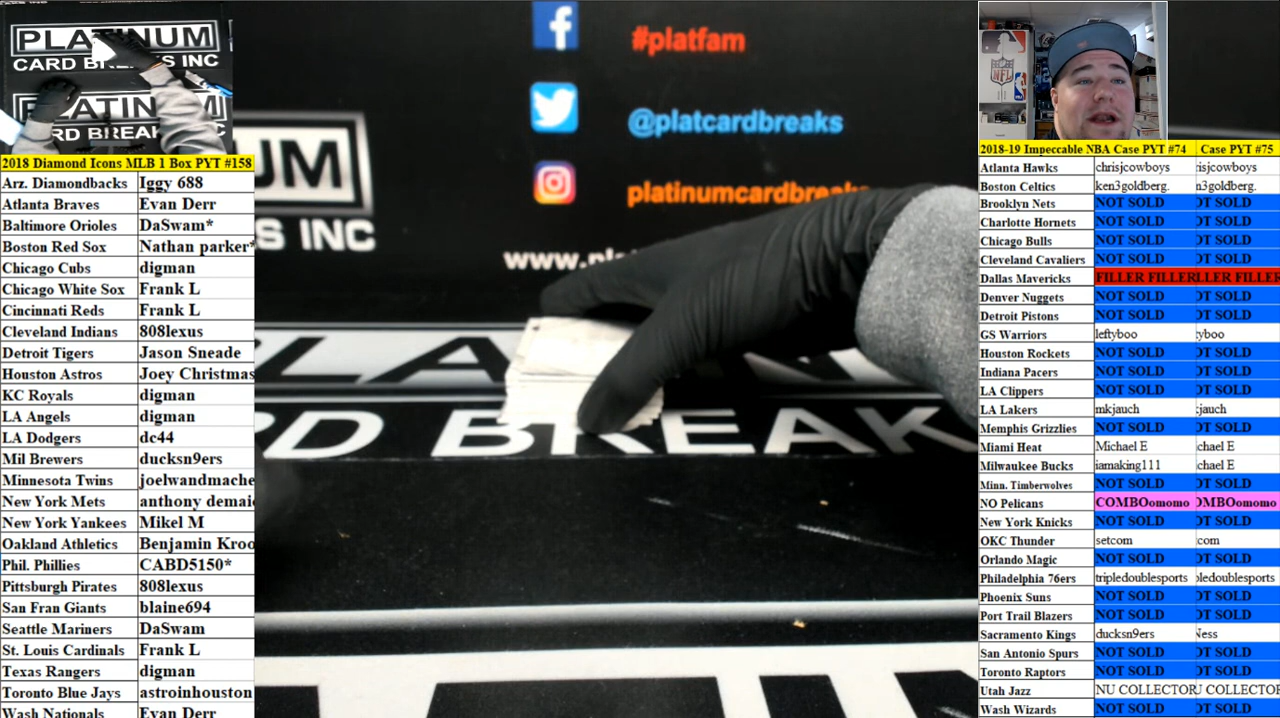 PLATINUM
CARD BREAKS INC
PLATINUM
RD BREAK INC
2018 Diamond Icons MLB 1 Box PYT #158
Arz. Diamondbacks Iggy 688
Atlanta Braves Evan Derr
Baltimore Orioles DaSwam*
Boston Red Sox Nathan parker*
Chicago Cubs digman
Chicago White Sox Frank L
Cincinnati Reds Frank L
Cleveland Indians 808lexus
Detroit Tigers Jason Sneade
Houston Astros Joey Christmas
KC Royals digman
LA Angels digman
LA Dodgers dc44
Mil Brewers ducksn9ers
Minnesota Twins joelwandmache
New York Mets anthony demaio
New York Yankees Mikel M
Oakland Athletics Benjamin Kroo
Phil. Phillies CABD5150*
Pittsburgh Pirates 808lexus
San Fran Giants blaine694
Seattle Mariners DaSwam
St. Louis Cardinals Frank L
Texas Rangers digman
Toronto Blue Jays astroinhouston
Wash Nationals Evan Derr
#platfam
@platcardbreaks
platinumcardbreaks
www.pla
UM
S INC
PLA
RD BREAK
NFL
2018-19 Impeccable NBA Case PYT #74 Case PYT #75
Atlanta Hawks chrisjcowboys risjcowboys
Boston Celtics ken3goldberg. n3goldberg.
Brooklyn Nets NOT SOLD OT SOLD
Charlotte Hornets NOT SOLD OT SOLD
Chicago Bulls NOT SOLD OT SOLD
Cleveland Cavaliers NOT SOLD OT SOLD
Dallas Mavericks FILLER FILLER LLER FILLER
Denver Nuggets NOT SOLD OT SOLD
Detroit Pistons NOT SOLD OT SOLD
GS Warriors leftyboo yboo
Houston Rockets NOT SOLD OT SOLD
Indiana Pacers NOT SOLD OT SOLD
LA Clippers NOT SOLD OT SOLD
LA Lakers mkjauch jauch
Memphis Grizzlies NOT SOLD OT SOLD
Miami Heat Michael E chael E
Milwaukee Bucks iamaking111 chael E
Minn. Timberwolves NOT SOLD OT SOLD
NO Pelicans COMBOomomo OMBOomomo
New York Knicks NOT SOLD OT SOLD
OKC Thunder setcom com
Orlando Magic NOT SOLD OT SOLD
Philadelphia 76ers tripledoublesports pledoublesports
Phoenix Suns NOT SOLD OT SOLD
Port Trail Blazers NOT SOLD OT SOLD
Sacramento Kings ducksn9ers Ness
San Antonio Spurs NOT SOLD OT SOLD
Toronto Raptors NOT SOLD OT SOLD
Utah Jazz NU COLLECTOR U COLLECTOR
Wash Wizards NOT SOLD OT SOLD